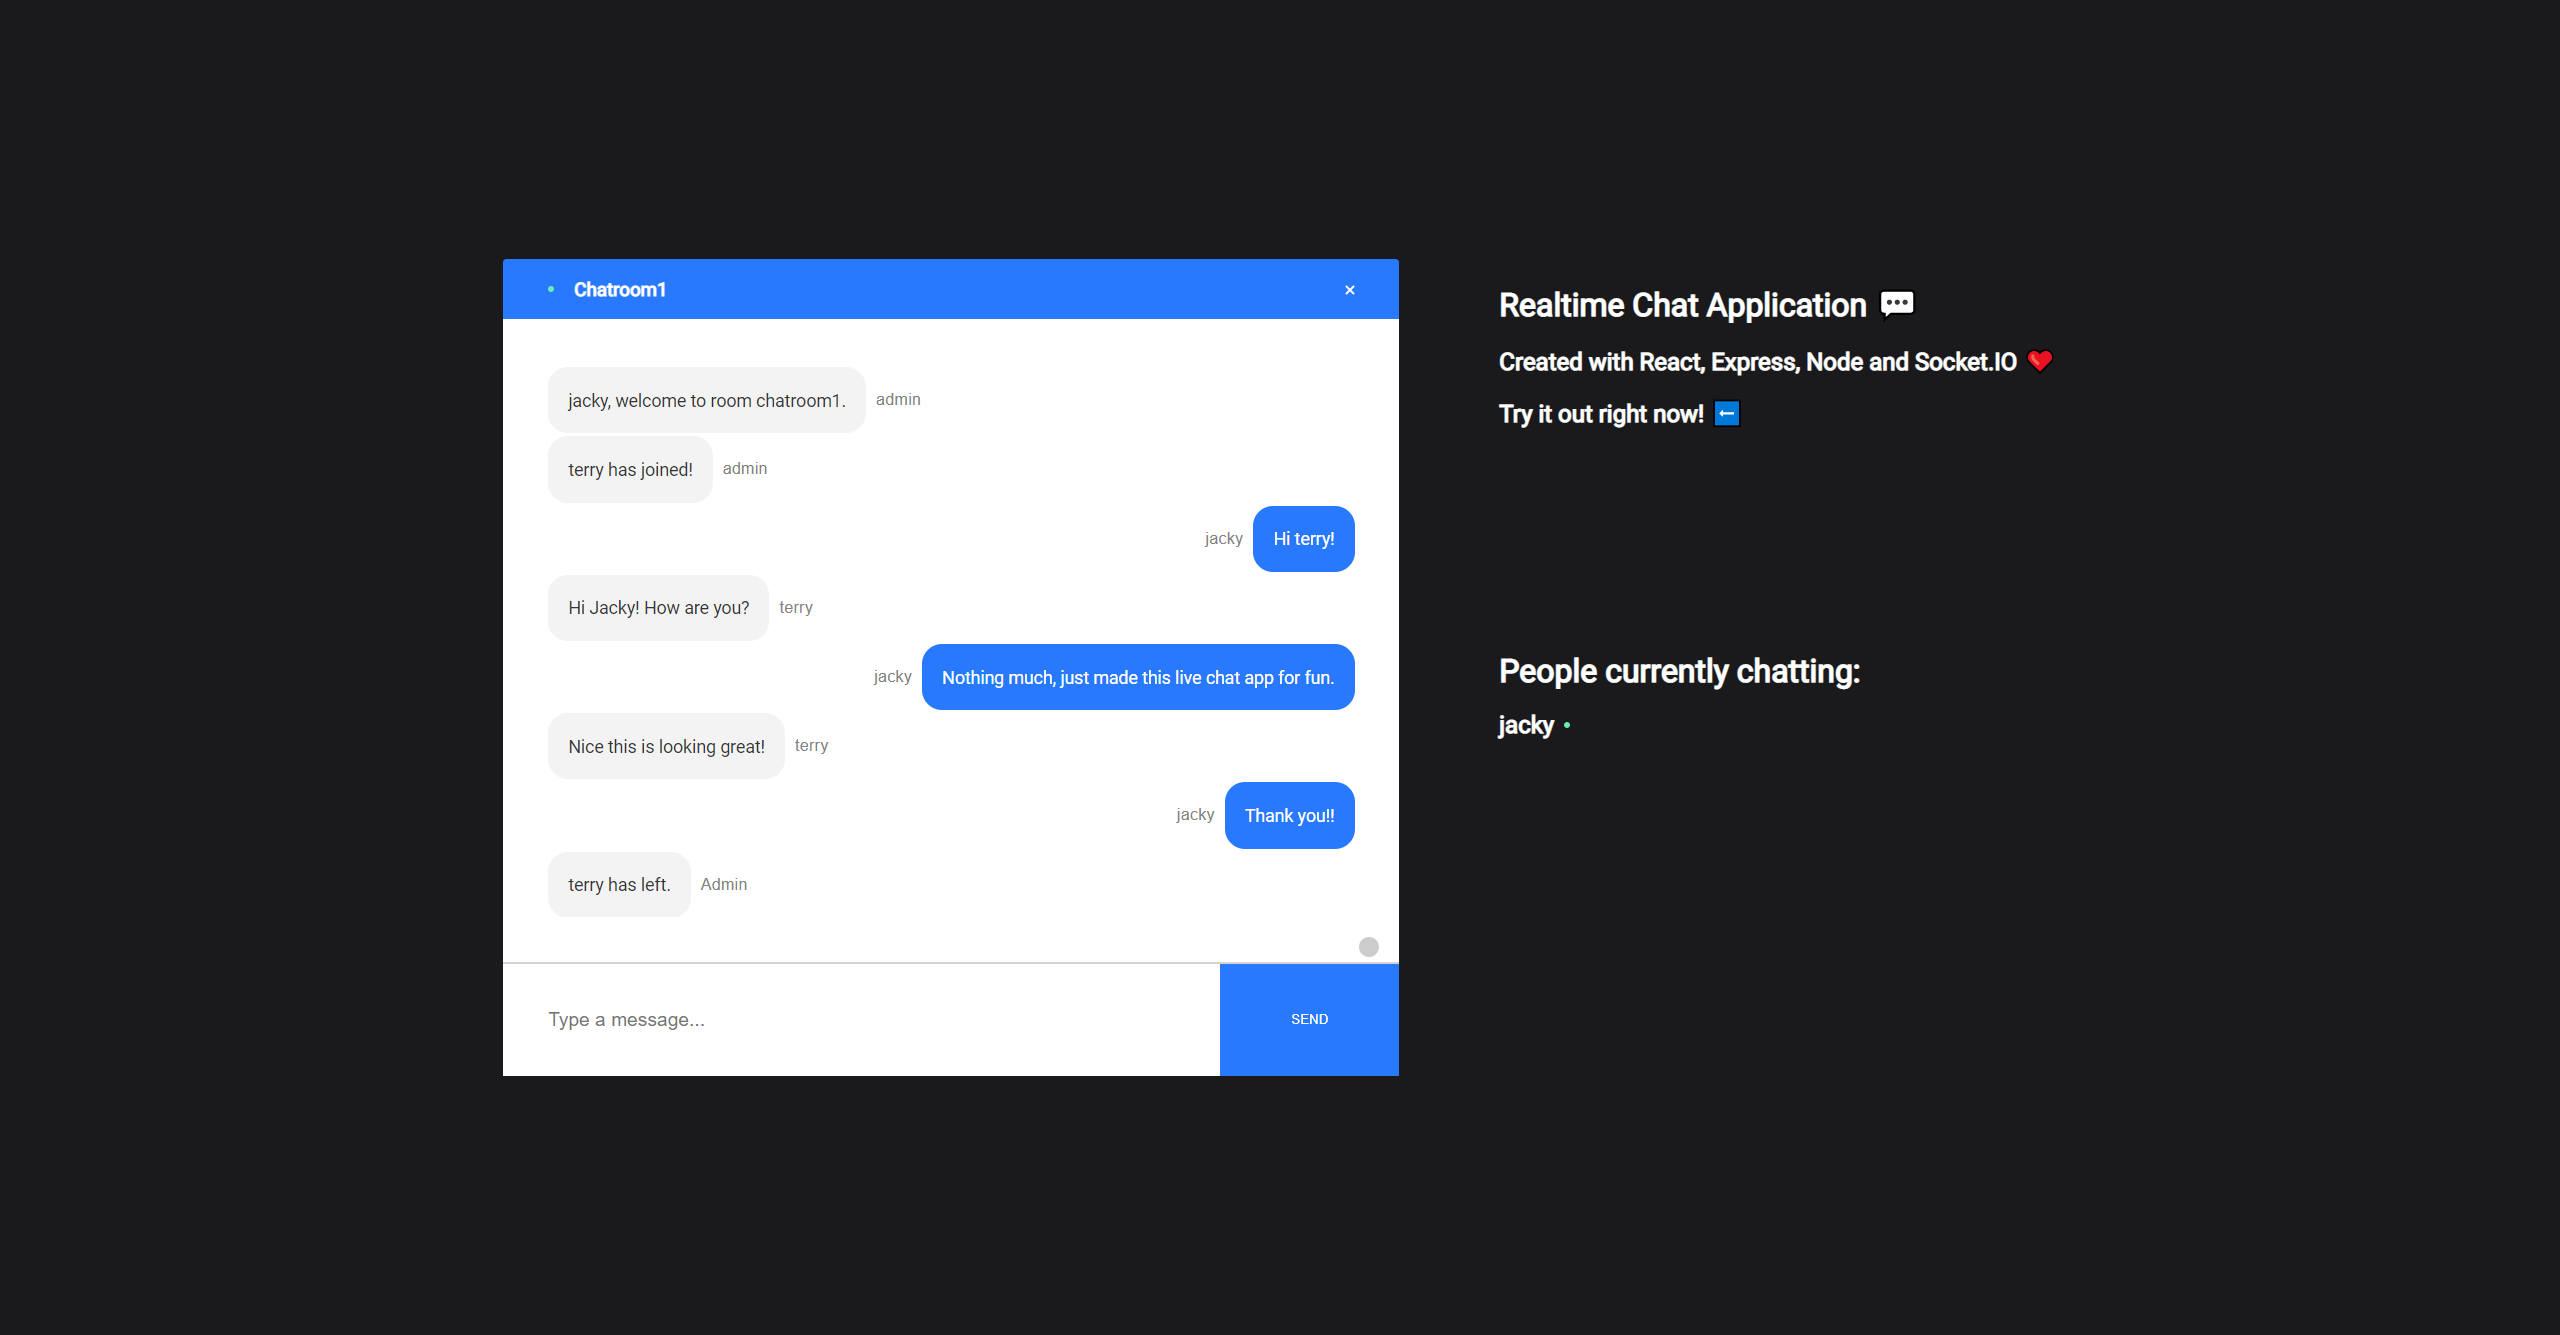 Chatroom1
×
jacky, welcome to room chatroom1. admin
terry has joined! admin
jacky Hi terry!
Hi Jacky! How are you? terry
jacky Nothing much, just made this live chat app for fun.
Nice this is looking great! terry
jacky Thank you!!
terry has left. Admin
Type a message...
SEND
Realtime Chat Application 💬
Created with React, Express, Node and Socket.IO ❤️
Try it out right now! ⬅️
People currently chatting:
jacky